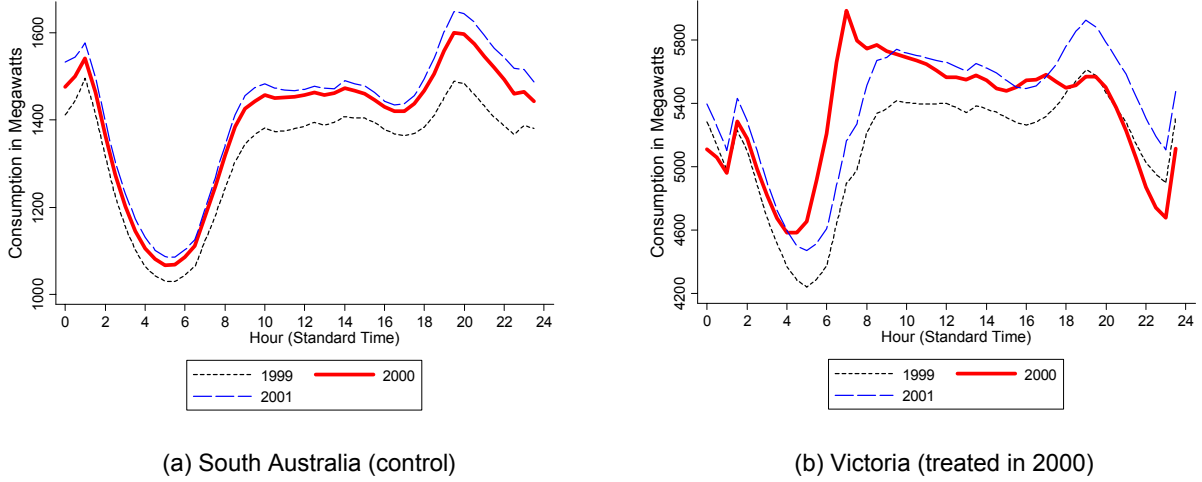 Consumption in Megawatts
1600
1400
1200
1000
0 2 4 6 8 10 12 14 16 18 20 22 24
Hour (Standard Time)
1999 2000
2001
(a) South Australia (control)
Consumption in Megawatts
5800
5400
5000
4600
4200
0 2 4 6 8 10 12 14 16 18 20 22 24
Hour (Standard Time)
1999 2000
2001
(b) Victoria (treated in 2000)